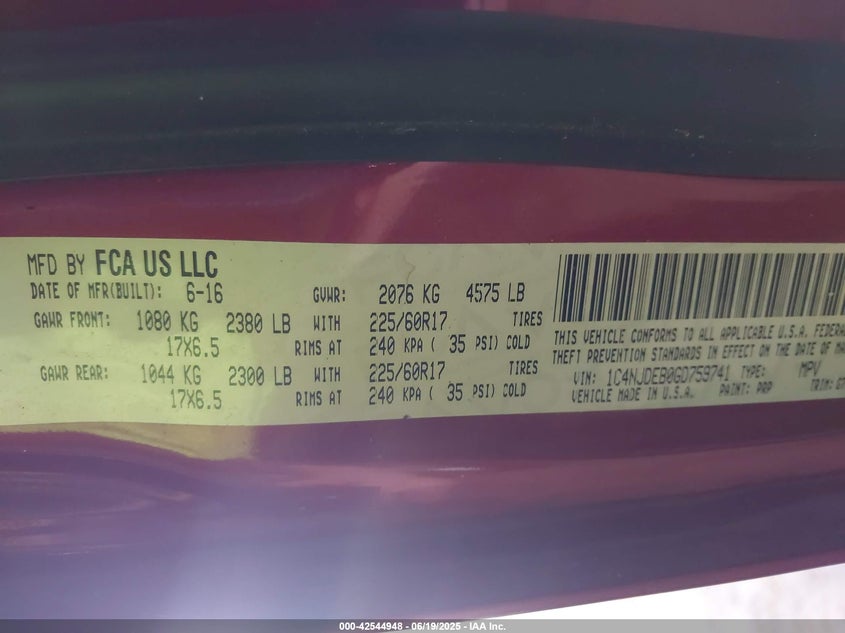 MFD BY FCA US LLC
DATE OF MFR(BUILT): 6-16 GVWR: 2076 KG 4575 LB
GAWR FRONT: 1080 KG 2380 LB WITH 225/60R17 TIRES
17X6.5 RIMS AT 240 KPA ( 35 PSI) COLD
GAWR REAR: 1044 KG 2300 LB WITH 225/60R17 TIRES
17X6.5 RIMS AT 240 KPA ( 35 PSI) COLD
THIS VEHICLE CONFORMS TO ALL APPLICABLE U.S.A. FEDERA
THEFT PREVENTION STANDARDS IN EFFECT ON THE DATE OF MA
VIN: 1C4NJDEB0GD759741 TYPE: MPV
VEHICLE MADE IN U.S.A. PAINT: PRP TRIM:
000-42544948 - 06/19/2025 - IAA Inc.